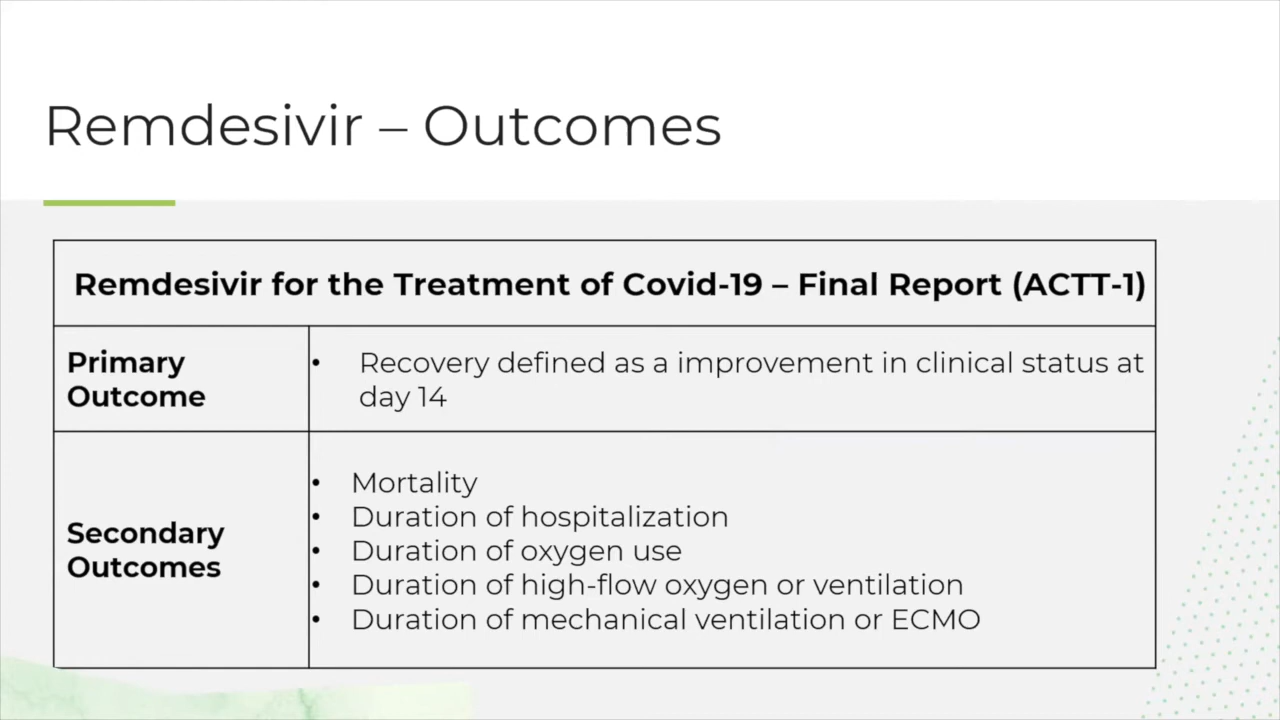 Remdesivir – Outcomes
Remdesivir for the Treatment of Covid-19 – Final Report (ACTT-1)
Primary
Outcome
• Recovery defined as a improvement in clinical status at
day 14
Secondary
Outcomes
• Mortality
• Duration of hospitalization
• Duration of oxygen use
• Duration of high-flow oxygen or ventilation
• Duration of mechanical ventilation or ECMO